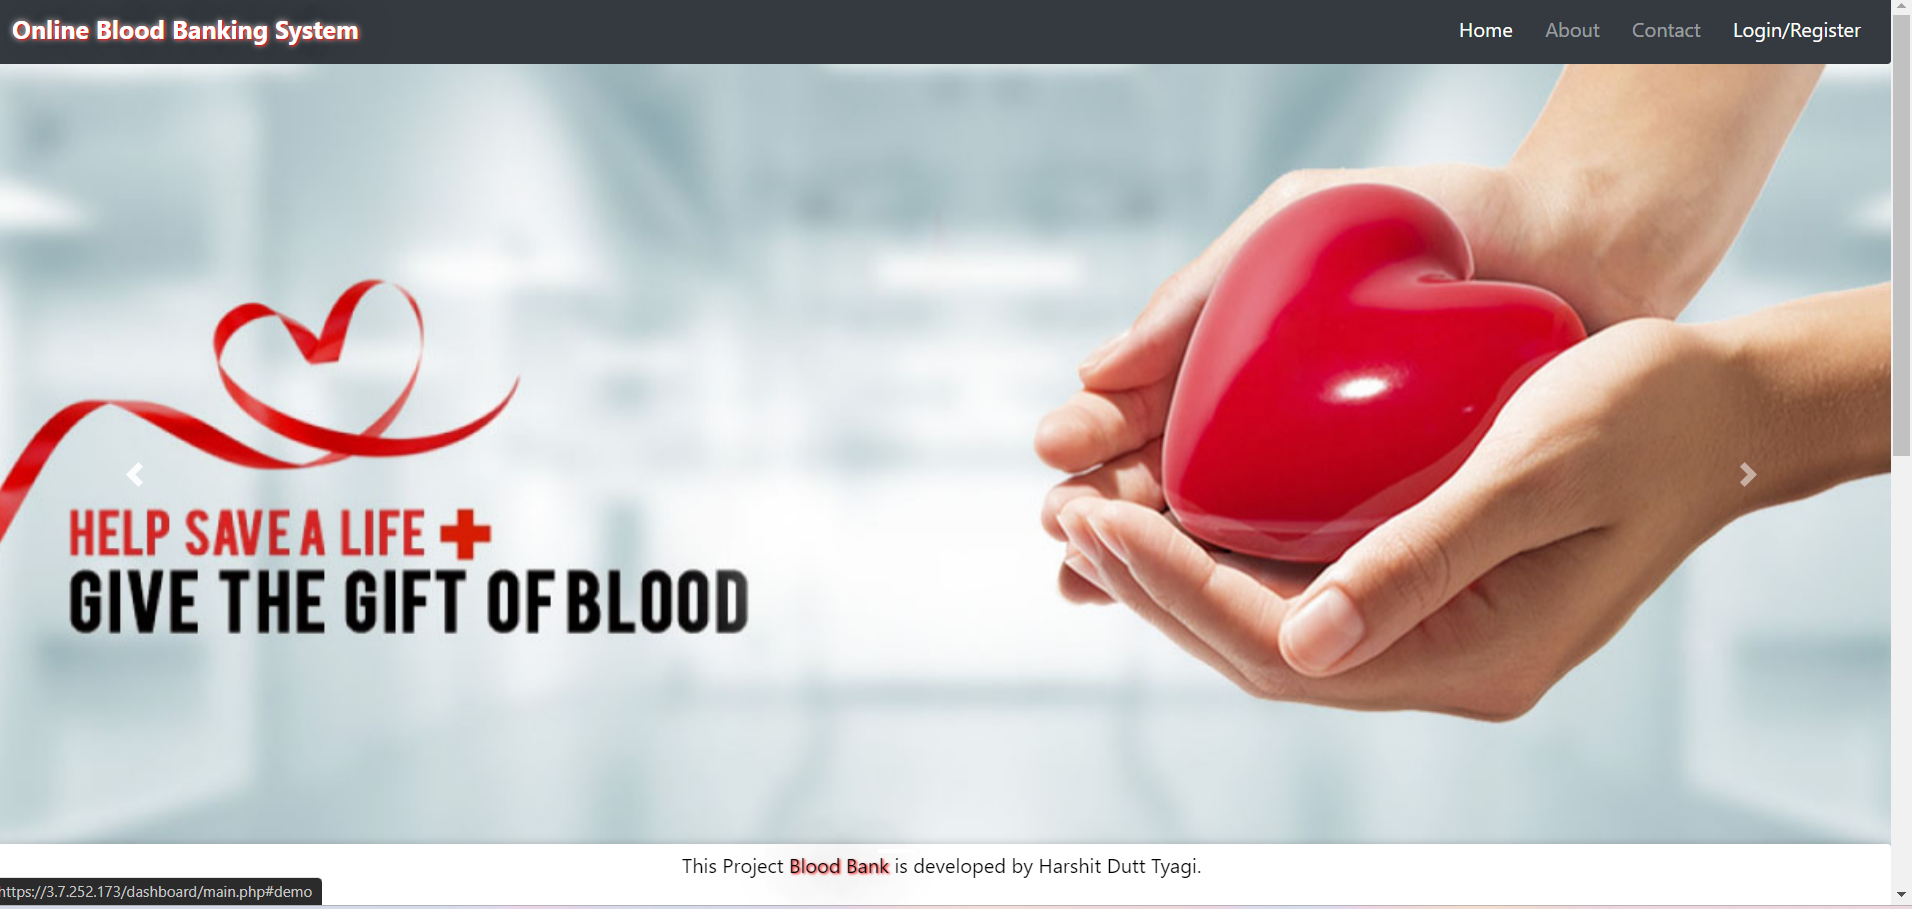 Online Blood Banking System
Home About Contact Login/Register
HELP SAVE A LIFE
GIVE THE GIFT OF BLOOD
This Project Blood Bank is developed by Harshit Dutt Tyagi.
https://3.7.252.173/dashboard/main.php#demo